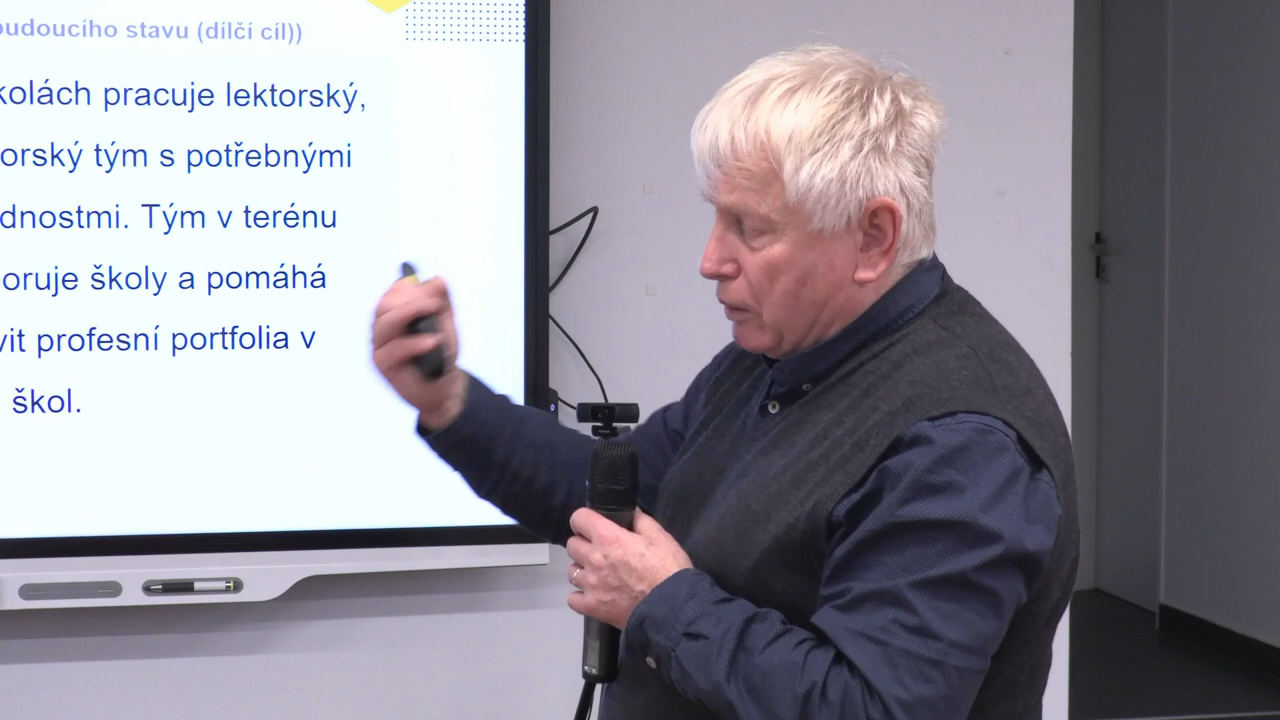 budoucího stavu (dílčí cíl))
kolách pracuje lektorský,
orský tým s potřebnými
dnostmi. Tým v terénu
oruje školy a pomáhá
vit profesní portfolia v
škol.